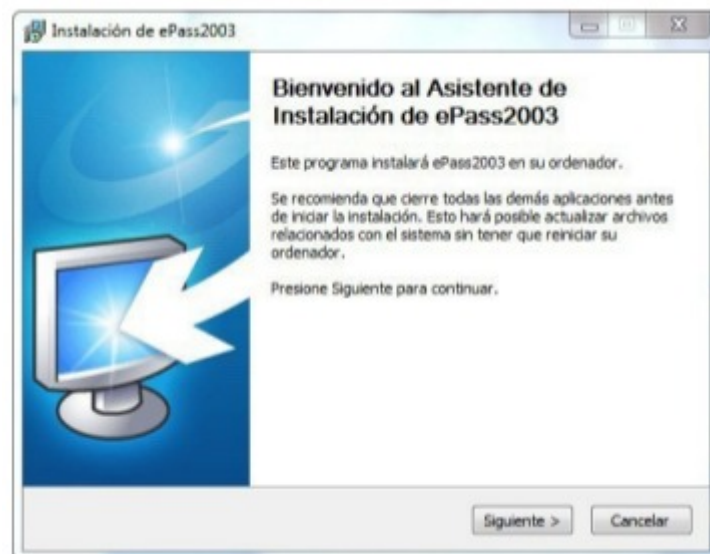 Instalación de ePass2003
Bienvenido al Asistente de
Instalación de ePass2003
Este programa instalará ePass2003 en su ordenador.
Se recomienda que cierre todas las demás aplicaciones antes
de iniciar la instalación. Esto hará posible actualizar archivos
relacionados con el sistema sin tener que reiniciar su
ordenador.
Presione Siguiente para continuar.
Siguiente > Cancelar